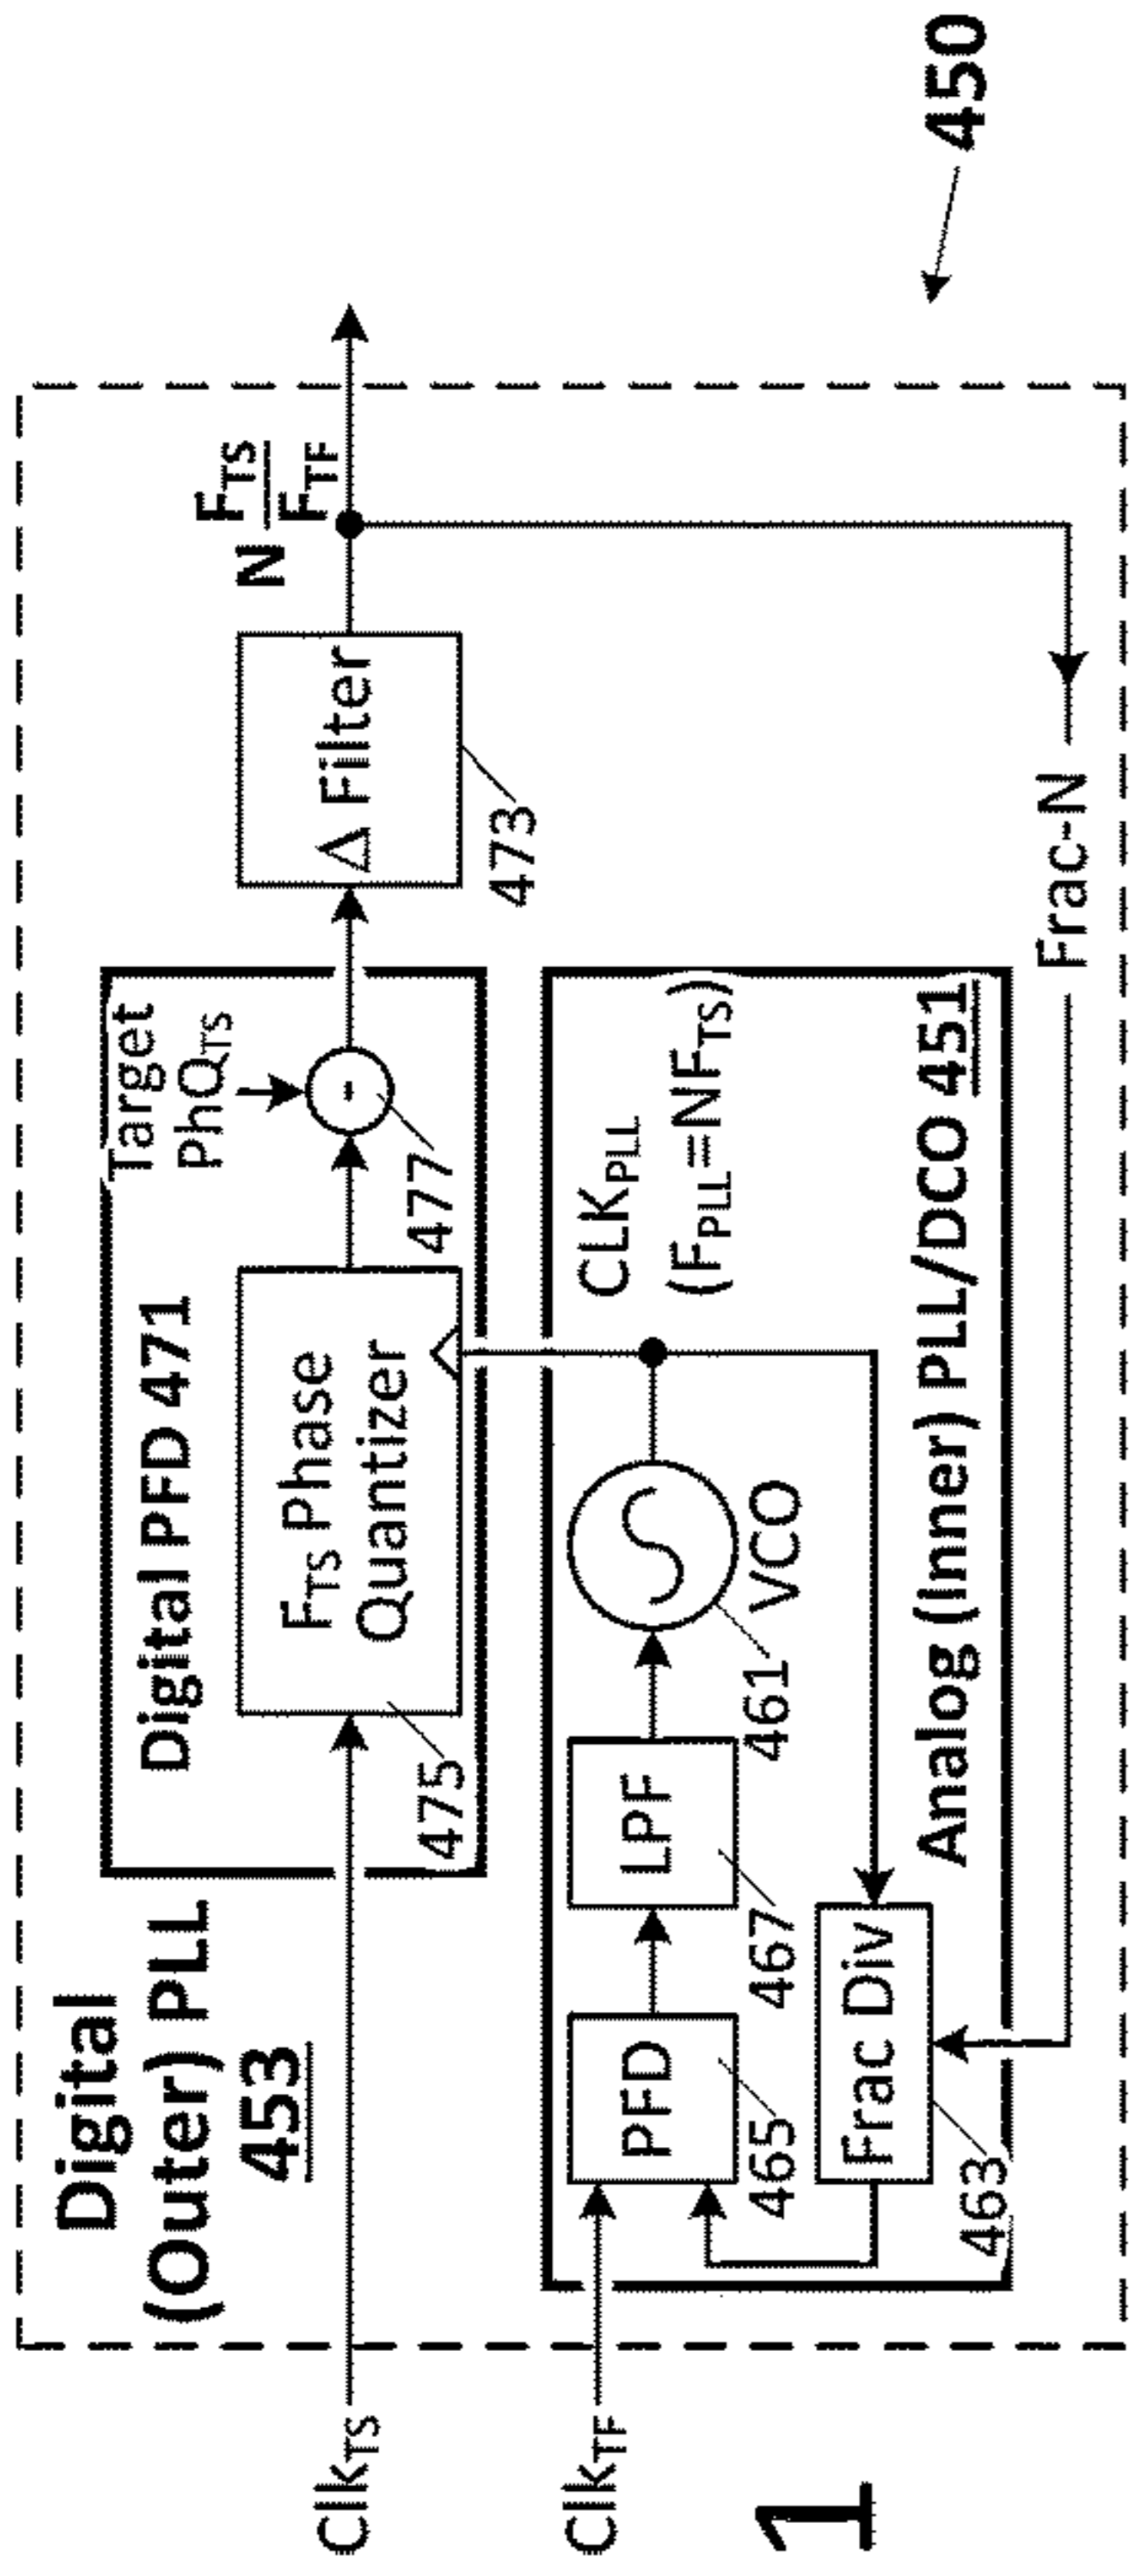 450
Digital
(Outer) PLL
453
Digital PFD 471
Target
PhQTS
FTS Phase
Quantizer
475
477
Δ Filter
473
N FTS
FTF
ClkTS
ClkTF
PFD
465
LPF
467
VCO
461
CLKPLL
(FPLL=NFTS)
Frac Div
463
Analog (Inner) PLL/DCO 451
Frac-N
1